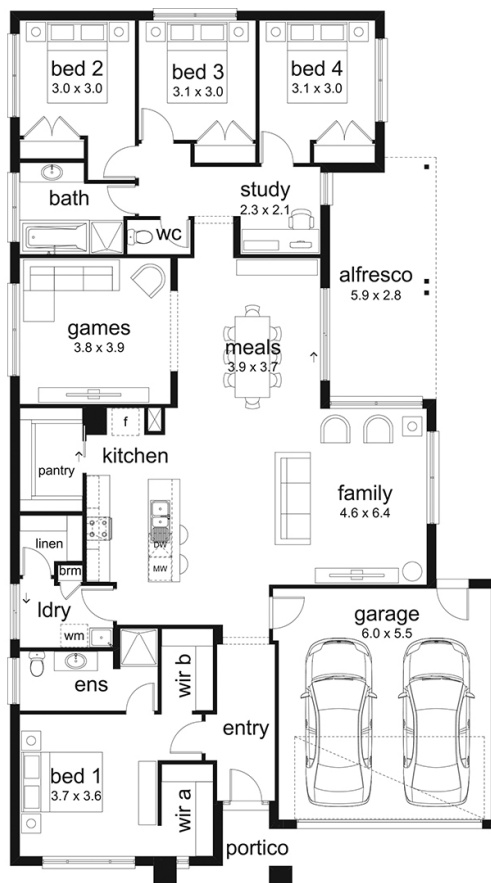 bed 2
3.0 x 3.0
bed 3
3.1 x 3.0
bed 4
3.1 x 3.0
bath
wc
study
2.3 x 2.1
alfresco
5.9 x 2.8
games
3.8 x 3.9
meals
3.9 x 3.7
f
kitchen
pantry
family
4.6 x 6.4
linen
DW
MW
brm
ldry
wm
garage
6.0 x 5.5
ens
wir b
entry
bed 1
3.7 x 3.6
wir a
portico